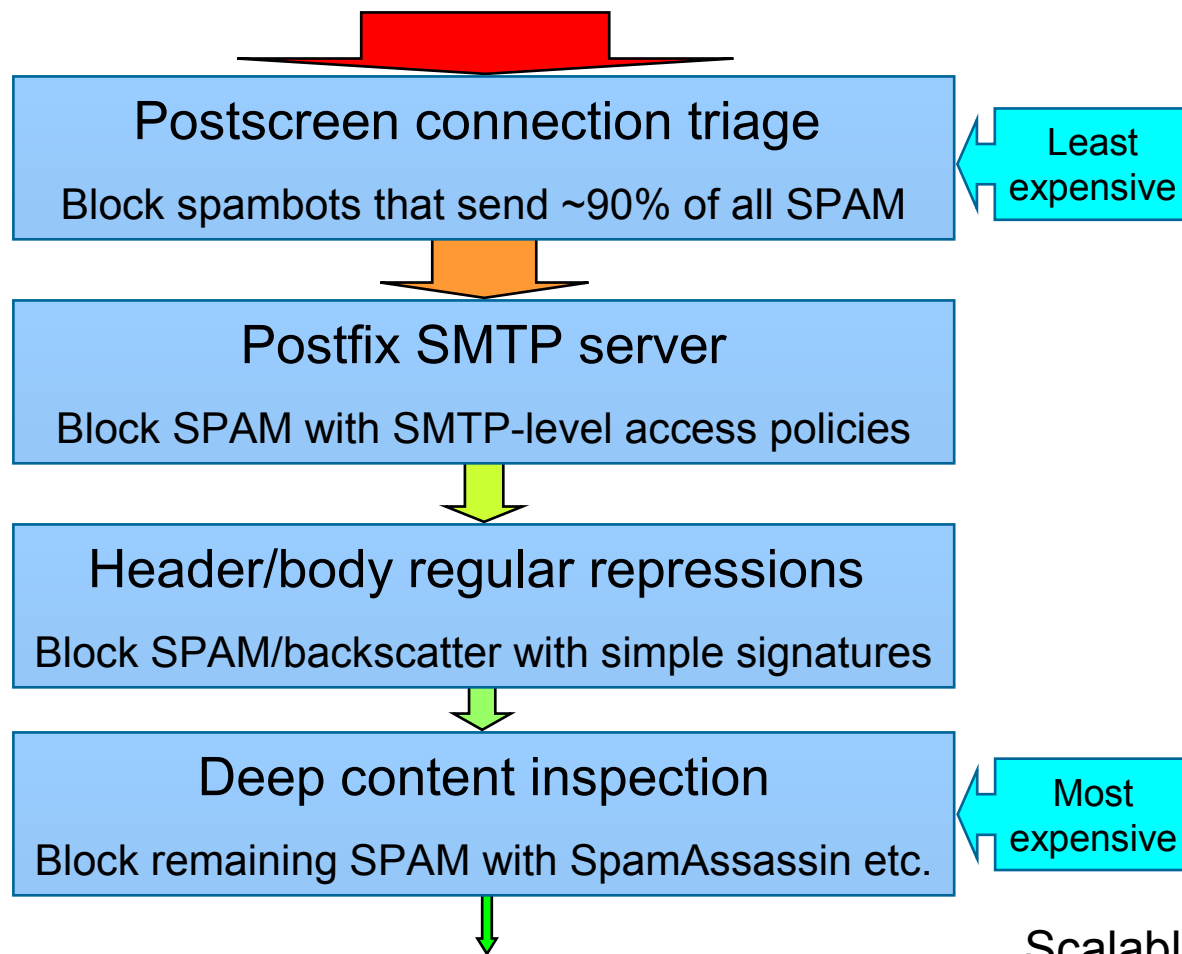 Postscreen connection triage
Block spambots that send ~90% of all SPAM
Least
expensive
Postfix SMTP server
Block SPAM with SMTP-level access policies
Header/body regular repressions
Block SPAM/backscatter with simple signatures
Deep content inspection
Block remaining SPAM with SpamAssassin etc.
Most
expensive